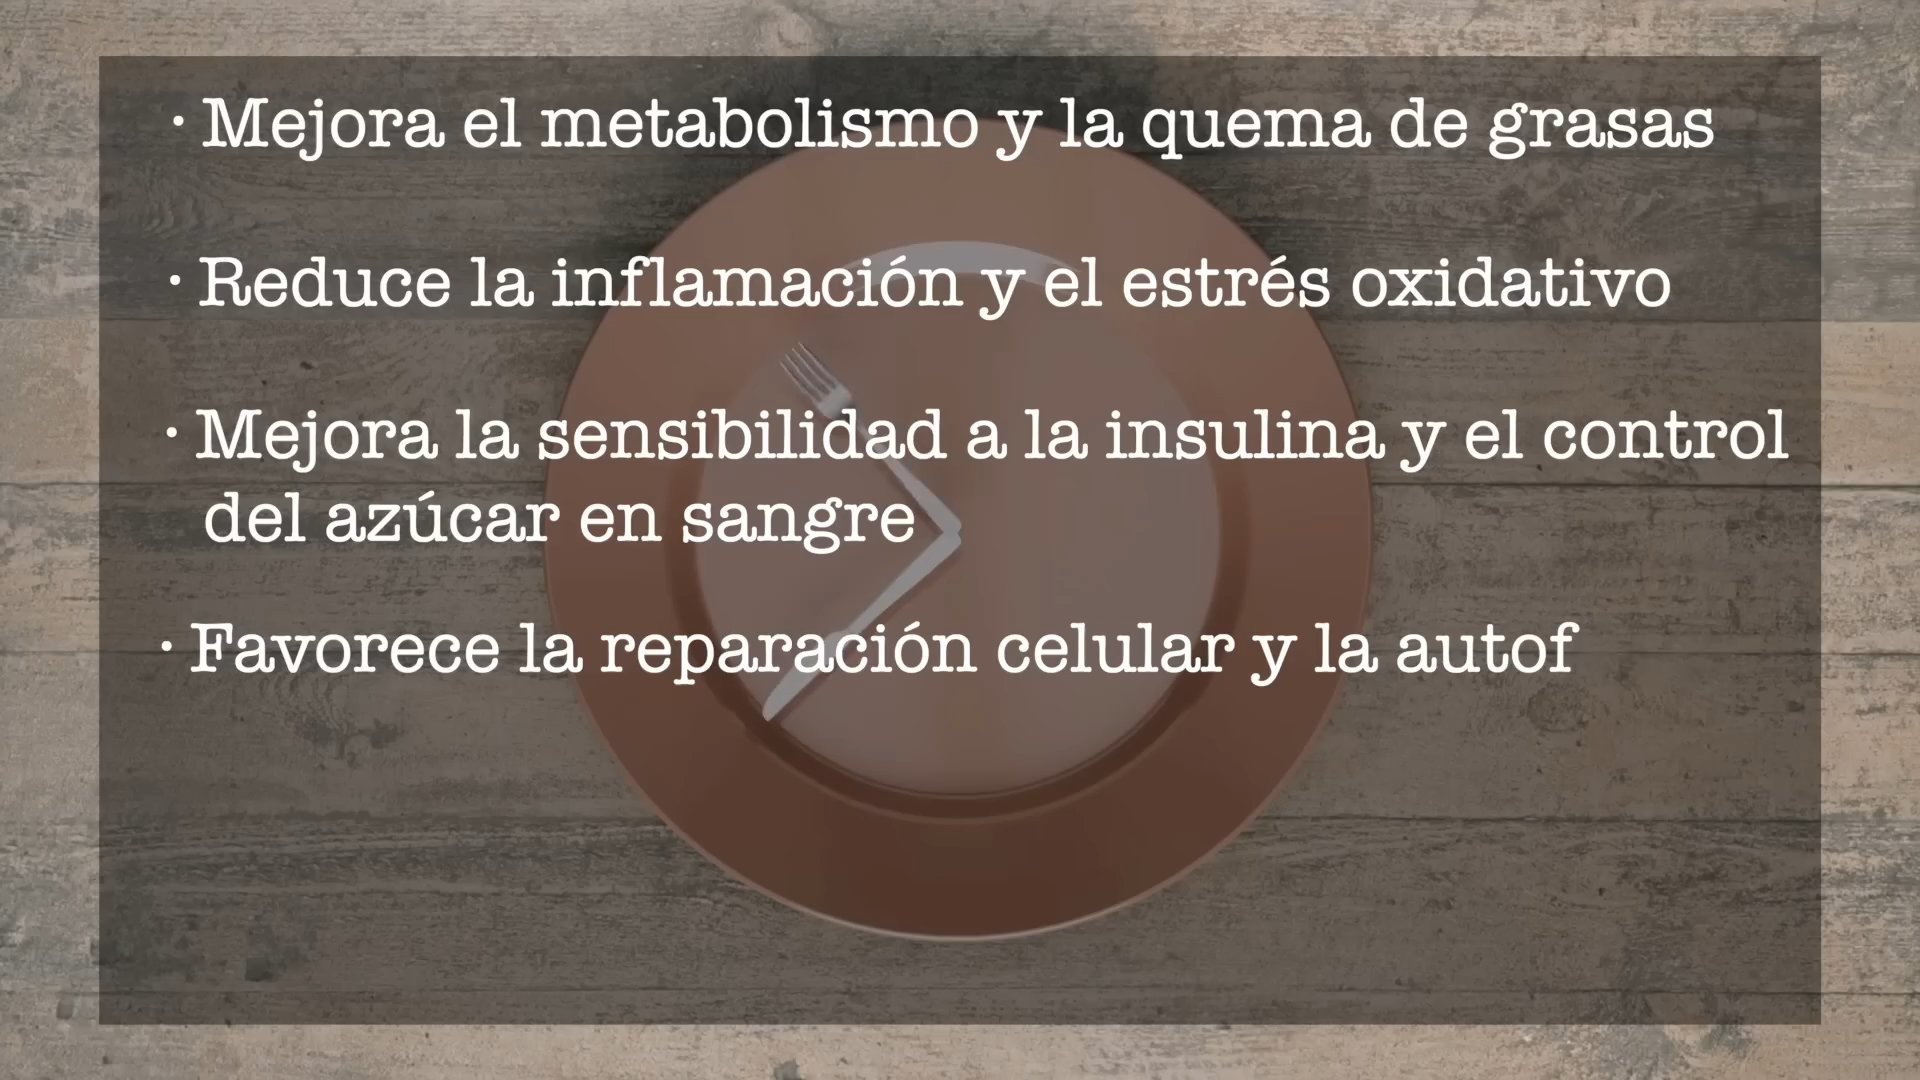 · Mejora el metabolismo y la quema de grasas
· Reduce la inflamación y el estrés oxidativo
· Mejora la sensibilidad a la insulina y el control
del azúcar en sangre
· Favorece la reparación celular y la autof